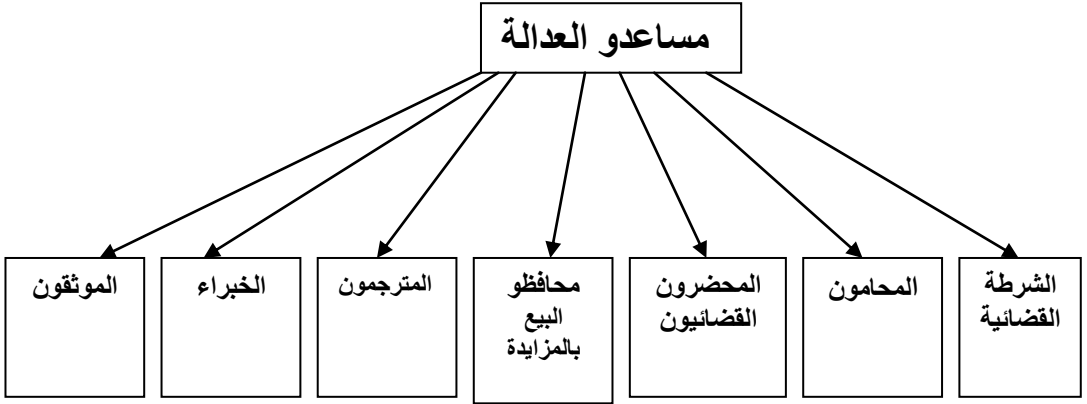 مساعدو العدالة
الشرطة
القضائية
المحامون
المحضرون
القضائيون
محافظو
البيع
بالمزايدة
المترجمون
الخبراء
الموثقون